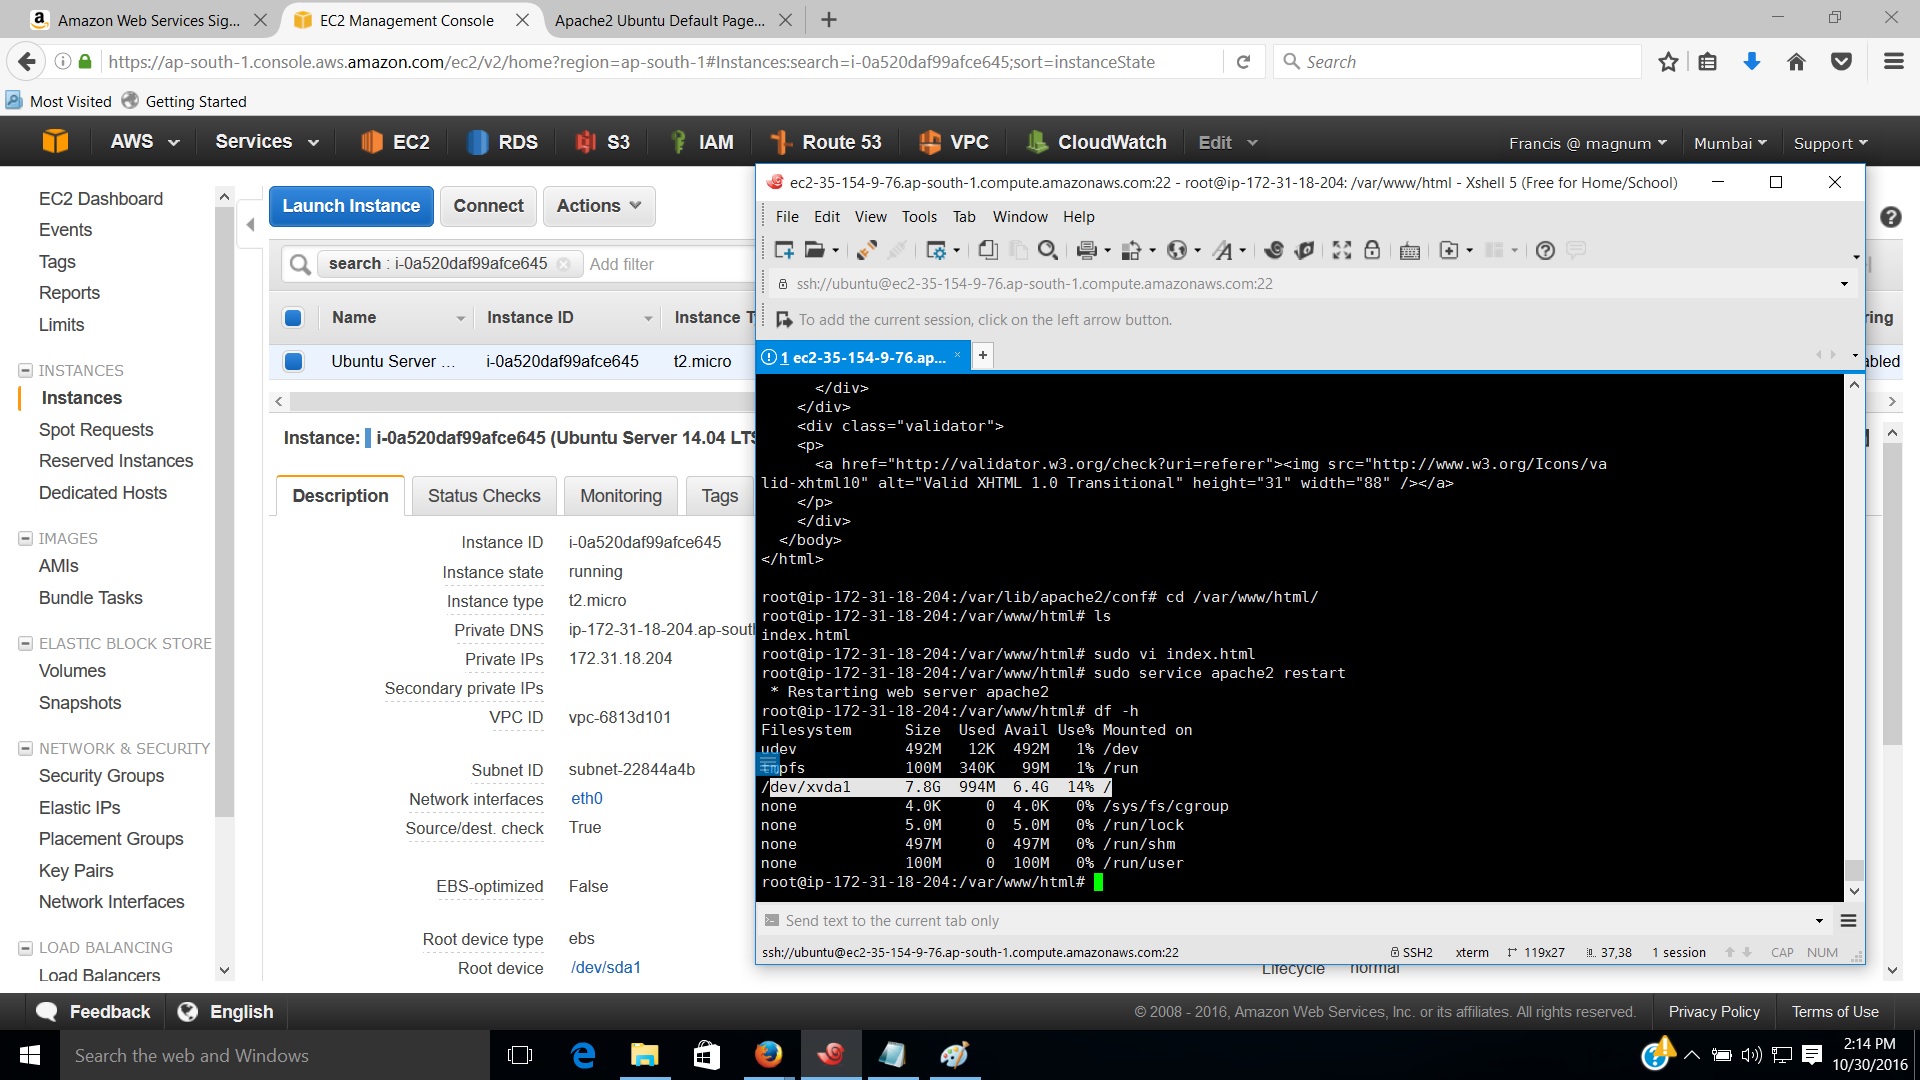 Amazon Web Services Sig...
EC2 Management Console
Apache2 Ubuntu Default Page...
https://ap-south-1.console.aws.amazon.com/ec2/v2/home?region=ap-south-1#Instances:search=i-0a520daf99afce645;sort=instanceState
Search
Most Visited
Getting Started
AWS
Services
EC2
RDS
S3
IAM
Route 53
VPC
CloudWatch
Edit
Francis @ magnum
Mumbai
Support
EC2 Dashboard
Events
Tags
Reports
Limits
INSTANCES
Instances
Spot Requests
Reserved Instances
Dedicated Hosts
IMAGES
AMIs
Bundle Tasks
ELASTIC BLOCK STORE
Volumes
Snapshots
NETWORK & SECURITY
Security Groups
Elastic IPs
Placement Groups
Key Pairs
Network Interfaces
LOAD BALANCING
Load Balancers
Launch Instance
Connect
Actions
search : i-0a520daf99afce645
Add filter
Name
Instance ID
Instance T
ring
Ubuntu Server ...
i-0a520daf99afce645
t2.micro
abled
Instance: i-0a520daf99afce645 (Ubuntu Server 14.04 LTS
Description
Status Checks
Monitoring
Tags
Instance ID i-0a520daf99afce645
Instance state running
Instance type t2.micro
Private DNS ip-172-31-18-204.ap-sout
Private IPs 172.31.18.204
Secondary private IPs
VPC ID vpc-6813d101
Subnet ID subnet-22844a4b
Network interfaces eth0
Source/dest. check True
EBS-optimized False
Root device type ebs
Root device /dev/sda1
Lifecycle normal
ec2-35-154-9-76.ap-south-1.compute.amazonaws.com:22 - root@ip-172-31-18-204: /var/www/html - Xshell 5 (Free for Home/School)
File Edit View Tools Tab Window Help
ssh://ubuntu@ec2-35-154-9-76.ap-south-1.compute.amazonaws.com:22
To add the current session, click on the left arrow button.
1 ec2-35-154-9-76.ap...
</div>
</div>
<div class="validator">
<p>
<a href="http://validator.w3.org/check?uri=referer"><img src="http://www.w3.org/Icons/va
lid-xhtml10" alt="Valid XHTML 1.0 Transitional" height="31" width="88" /></a>
</p>
</div>
</body>
</html>
root@ip-172-31-18-204:/var/lib/apache2/conf# cd /var/www/html/
root@ip-172-31-18-204:/var/www/html# ls
index.html
root@ip-172-31-18-204:/var/www/html# sudo vi index.html
root@ip-172-31-18-204:/var/www/html# sudo service apache2 restart
* Restarting web server apache2
root@ip-172-31-18-204:/var/www/html# df -h
Filesystem Size Used Avail Use% Mounted on
udev 492M 12K 492M 1% /dev
tmpfs 100M 340K 99M 1% /run
/dev/xvda1 7.8G 994M 6.4G 14% /
none 4.0K 0 4.0K 0% /sys/fs/cgroup
none 5.0M 0 5.0M 0% /run/lock
none 497M 0 497M 0% /run/shm
none 100M 0 100M 0% /run/user
root@ip-172-31-18-204:/var/www/html#
Send text to the current tab only
ssh://ubuntu@ec2-35-154-9-76.ap-south-1.compute.amazonaws.com:22
SSH2
xterm
119x27
37,38
1 session
CAP
NUM
Feedback
English
© 2008 - 2016, Amazon Web Services, Inc. or its affiliates. All rights reserved.
Privacy Policy
Terms of Use
Search the web and Windows
2:14 PM
10/30/2016